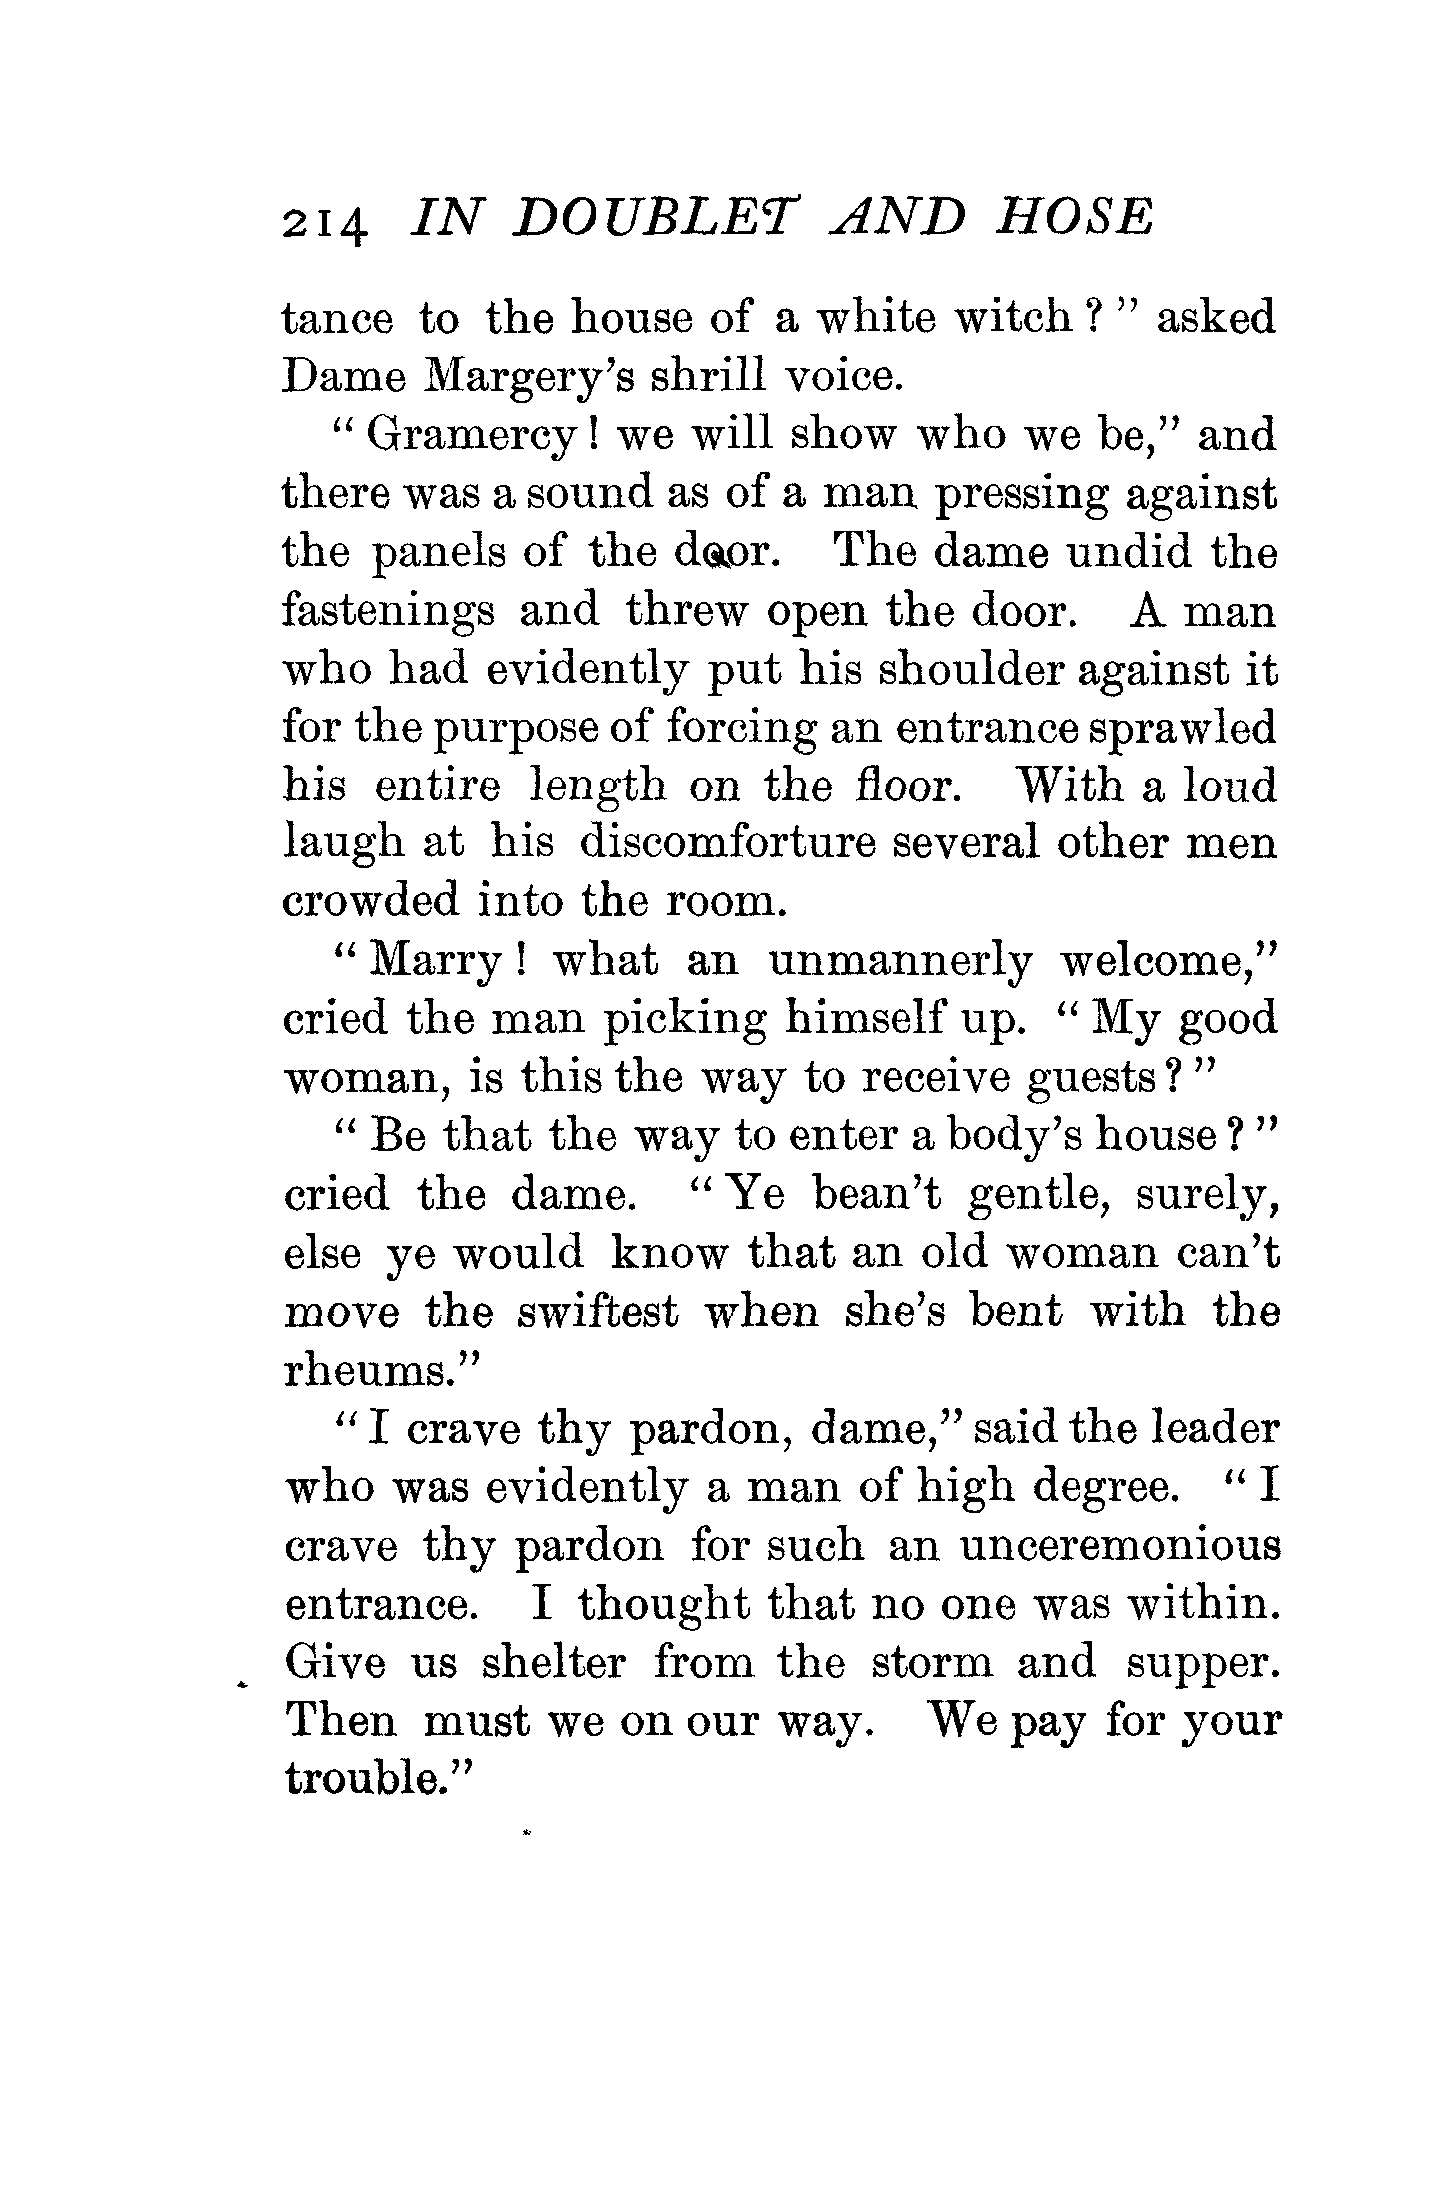 214 IN DOUBLET AND HOSE
tance to the house of a white witch?" asked
Dame Margery's shrill voice.
"Gramercy! we will show who we be," and
there was a sound as of a man pressing against
the panels of the door. The dame undid the
fastenings and threw open the door. A man
who had evidently put his shoulder against it
for the purpose of forcing an entrance sprawled
his entire length on the floor. With a loud
laugh at his discomforture several other men
crowded into the room.
"Marry! what an unmannerly welcome,"
cried the man picking himself up. "My good
woman, is this the way to receive guests?"
"Be that the way to enter a body's house?"
cried the dame. "Ye bean't gentle, surely,
else ye would know that an old woman can't
move the swiftest when she's bent with the
rheums."
"I crave thy pardon, dame," said the leader
who was evidently a man of high degree. "I
crave thy pardon for such an unceremonious
entrance. I thought that no one was within.
Give us shelter from the storm and supper.
Then must we on our way. We pay for your
trouble."